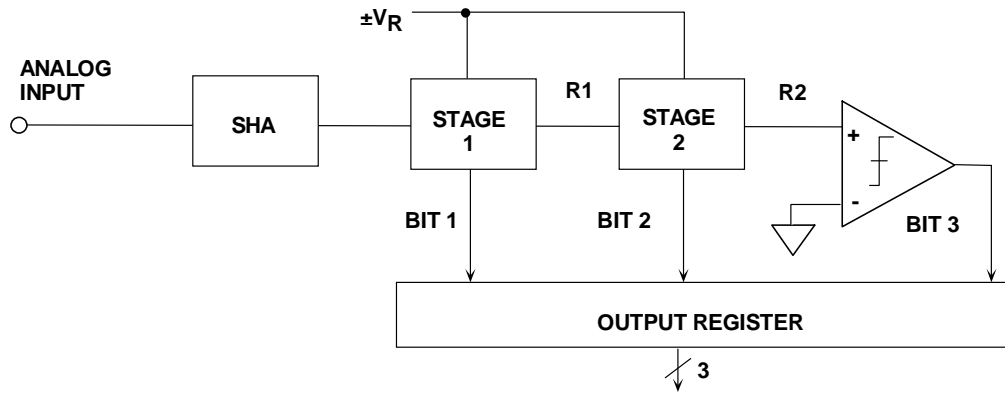 ±VR
ANALOG
INPUT
SHA
STAGE
1
R1
STAGE
2
R2
+
-
BIT 1
BIT 2
BIT 3
OUTPUT REGISTER
3